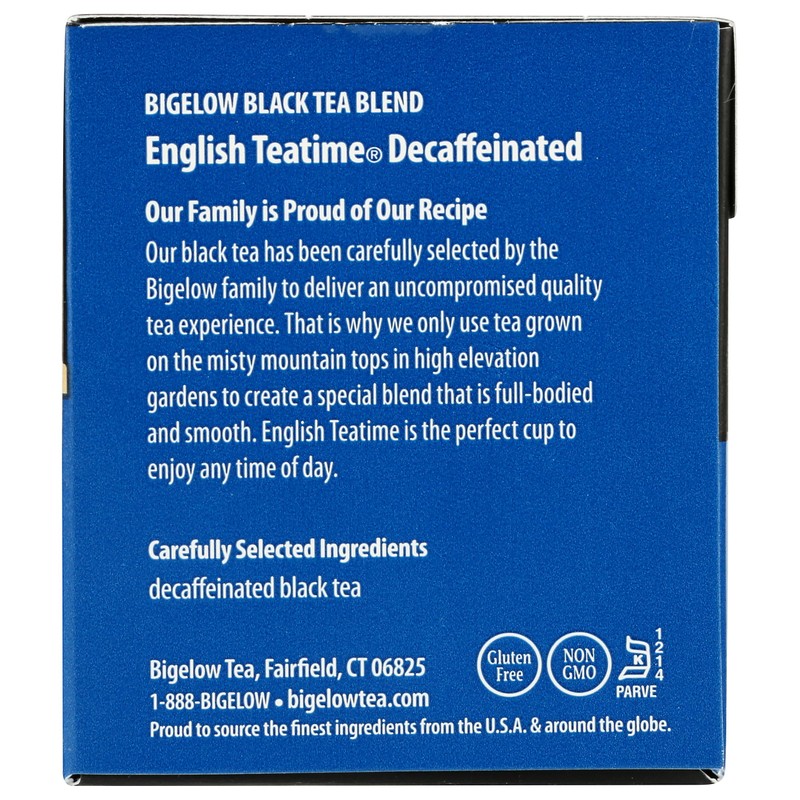 BIGELOW BLACK TEA BLEND
English Teatime® Decaffeinated
Our Family is Proud of Our Recipe
Our black tea has been carefully selected by the
Bigelow family to deliver an uncompromised quality
tea experience. That is why we only use tea grown
on the misty mountain tops in high elevation
gardens to create a special blend that is full-bodied
and smooth. English Teatime is the perfect cup to
enjoy any time of day.
Carefully Selected Ingredients
decaffeinated black tea
Gluten
Free
NON
GMO
K
1
2
1
4
PARVE
Bigelow Tea, Fairfield, CT 06825
1-888-BIGELOW • bigelowtea.com
Proud to source the finest ingredients from the U.S.A. & around the globe.